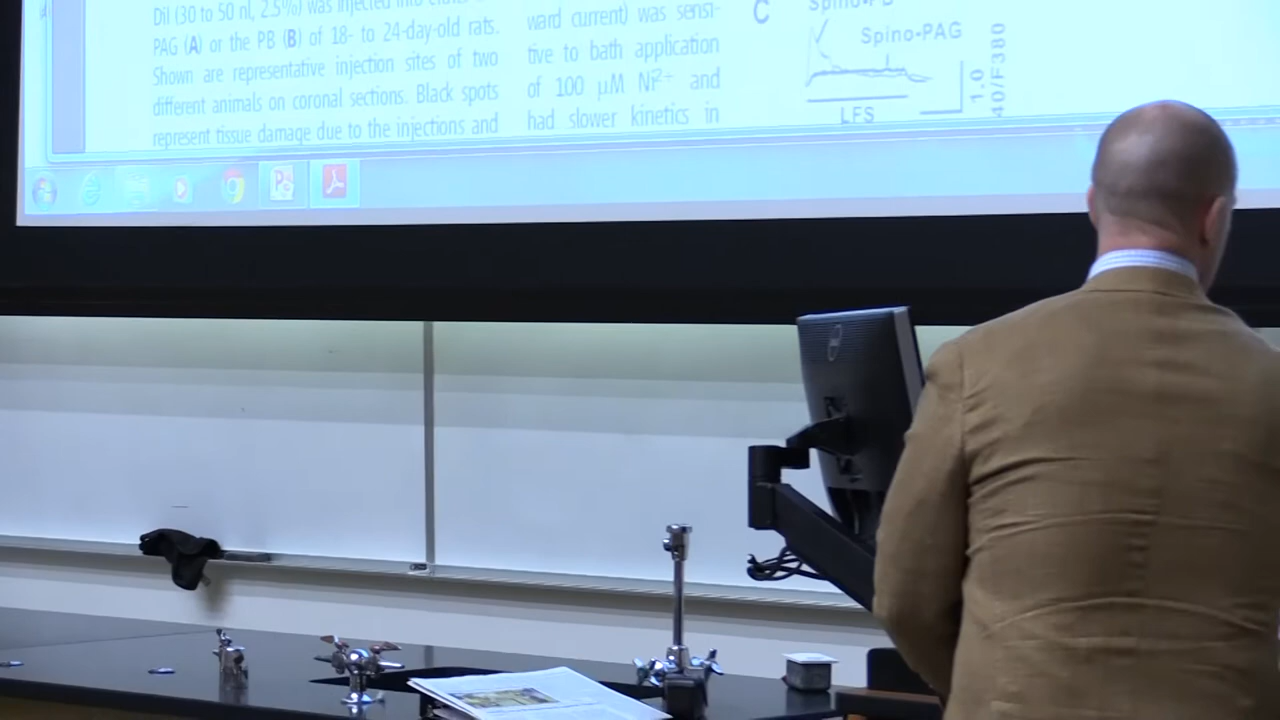 DiI (30 to 50 nl, 2.5%) was injected into
PAG (A) or the PB (B) of 18- to 24-day-old rats.
Shown are representative injection sites of two
different animals on coronal sections. Black spots
represent tissue damage due to the injections and
ward current) was sensi-
tive to bath application
of 100 µM Ni2+ and
had slower kinetics in
C
Spino-PB
Spino-PAG
LFS
1.0
40/F380